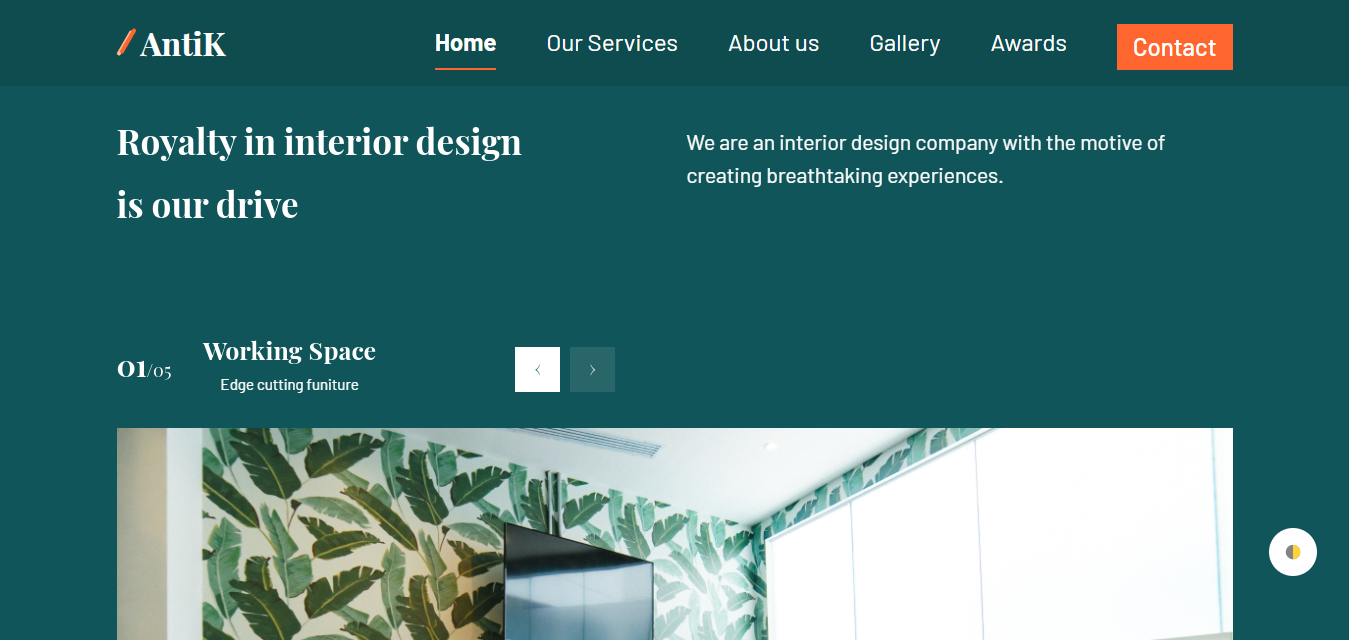 AntiK
Home
Our Services
About us
Gallery
Awards
Contact
Royalty in interior design
is our drive
We are an interior design company with the motive of
creating breathtaking experiences.
01/05
Working Space
Edge cutting funiture